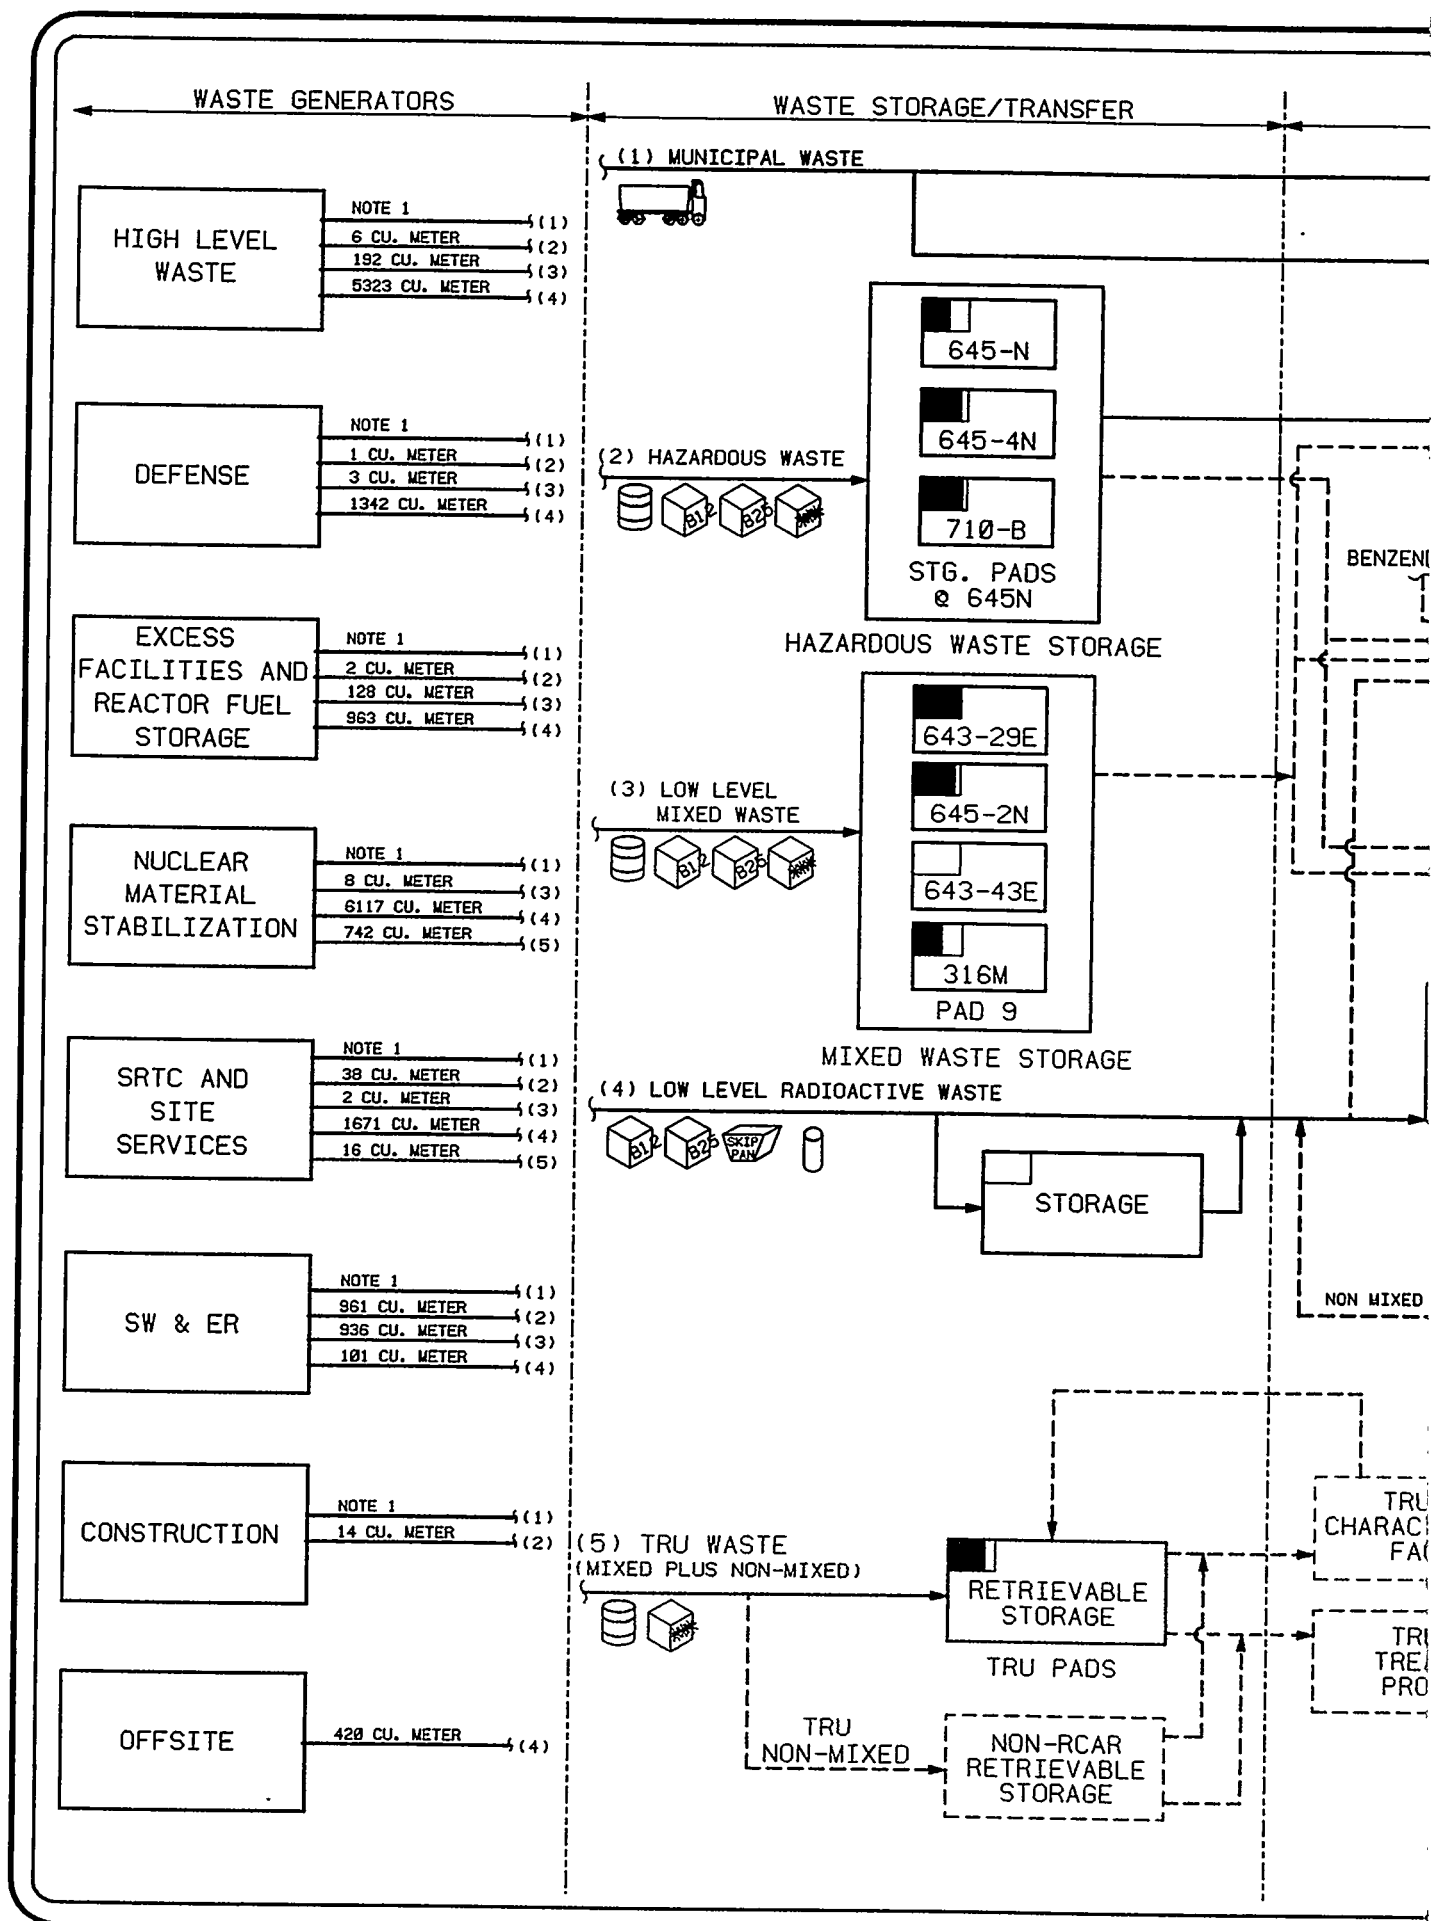 WASTE GENERATORS
WASTE STORAGE/TRANSFER
HIGH LEVEL
WASTE
NOTE 1 (1)
6 CU. METER (2)
192 CU. METER (3)
5323 CU. METER (4)
DEFENSE
NOTE 1 (1)
1 CU. METER (2)
3 CU. METER (3)
1342 CU. METER (4)
EXCESS
FACILITIES AND
REACTOR FUEL
STORAGE
NOTE 1 (1)
2 CU. METER (2)
128 CU. METER (3)
963 CU. METER (4)
NUCLEAR
MATERIAL
STABILIZATION
NOTE 1 (1)
8 CU. METER (3)
6117 CU. METER (4)
742 CU. METER (5)
SRTC AND
SITE
SERVICES
NOTE 1 (1)
38 CU. METER (2)
2 CU. METER (3)
1671 CU. METER (4)
16 CU. METER (5)
SW & ER
NOTE 1 (1)
961 CU. METER (2)
936 CU. METER (3)
101 CU. METER (4)
CONSTRUCTION
NOTE 1 (1)
14 CU. METER (2)
OFFSITE
420 CU. METER (4)
(1) MUNICIPAL WASTE
(2) HAZARDOUS WASTE
B12 B25
645-N
645-4N
710-B
STG. PADS
@ 645N
HAZARDOUS WASTE STORAGE
(3) LOW LEVEL
MIXED WASTE
B12 B25
643-29E
645-2N
643-43E
316M
PAD 9
MIXED WASTE STORAGE
(4) LOW LEVEL RADIOACTIVE WASTE
B12 B25 SKIP
PAN
STORAGE
(5) TRU WASTE
(MIXED PLUS NON-MIXED)
RETRIEVABLE
STORAGE
TRU PADS
TRU
NON-MIXED
NON-RCAR
RETRIEVABLE
STORAGE
BENZEN
NON MIXED
TRU
CHARAC
FA
TR
TRE
PRO